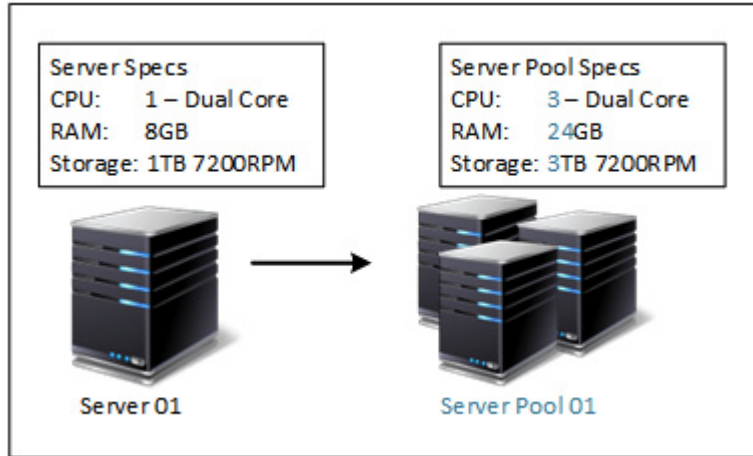 Server Specs
CPU: 1 – Dual Core
RAM: 8GB
Storage: 1TB 7200RPM
Server Pool Specs
CPU: 3 – Dual Core
RAM: 24GB
Storage: 3TB 7200RPM
Server 01
Server Pool 01